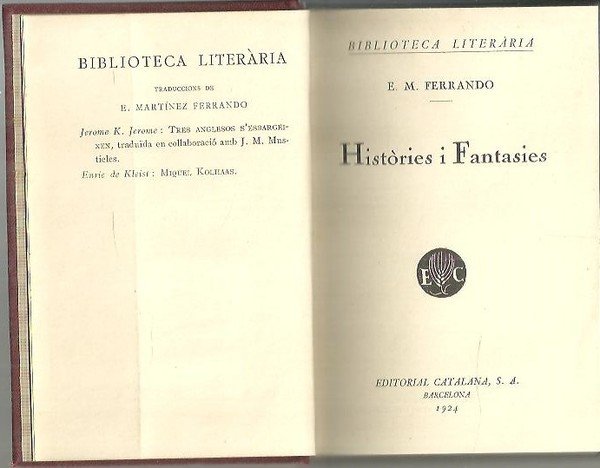 BIBLIOTECA LITERÀRIA
TRADUCCIONS DE
E. MARTÍNEZ FERRANDO
Jerome K. Jerome: TRES ANGLESOS S'ESBARGEI-
XEN, traduïda en col·laboració amb J. M. Mus-
tieles.
Enric de Kleist: MIQUEL KOLHAAS.
BIBLIOTECA LITERÀRIA
E. M. FERRANDO
Històries i Fantasies
E C
EDITORIAL CATALANA, S. A.
BARCELONA
1924